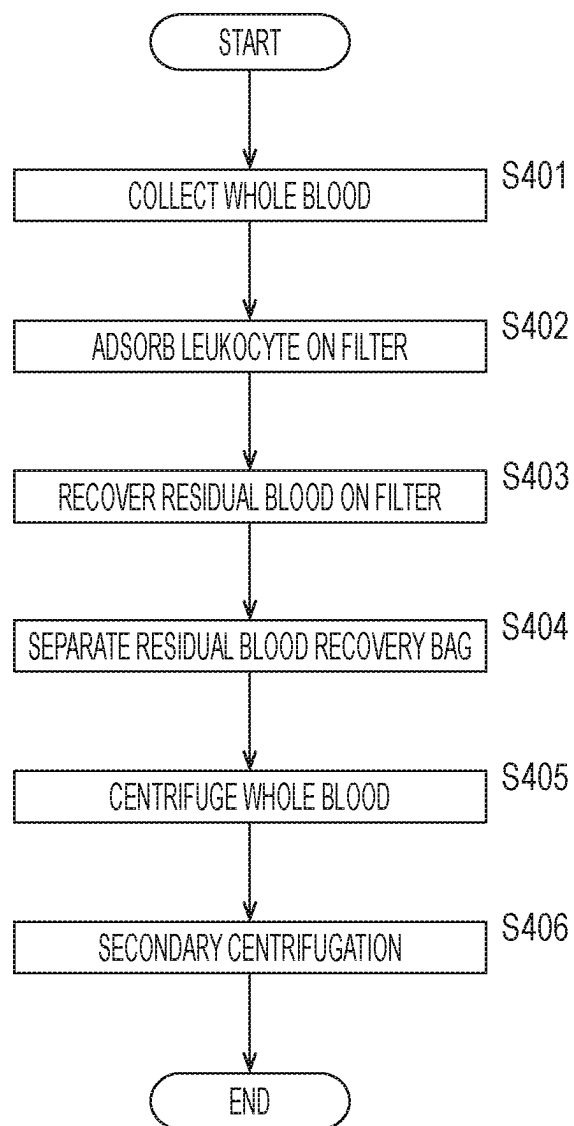 START
S401
COLLECT WHOLE BLOOD
S402
ADSORB LEUKOCYTE ON FILTER
S403
RECOVER RESIDUAL BLOOD ON FILTER
S404
SEPARATE RESIDUAL BLOOD RECOVERY BAG
S405
CENTRIFUGE WHOLE BLOOD
S406
SECONDARY CENTRIFUGATION
END